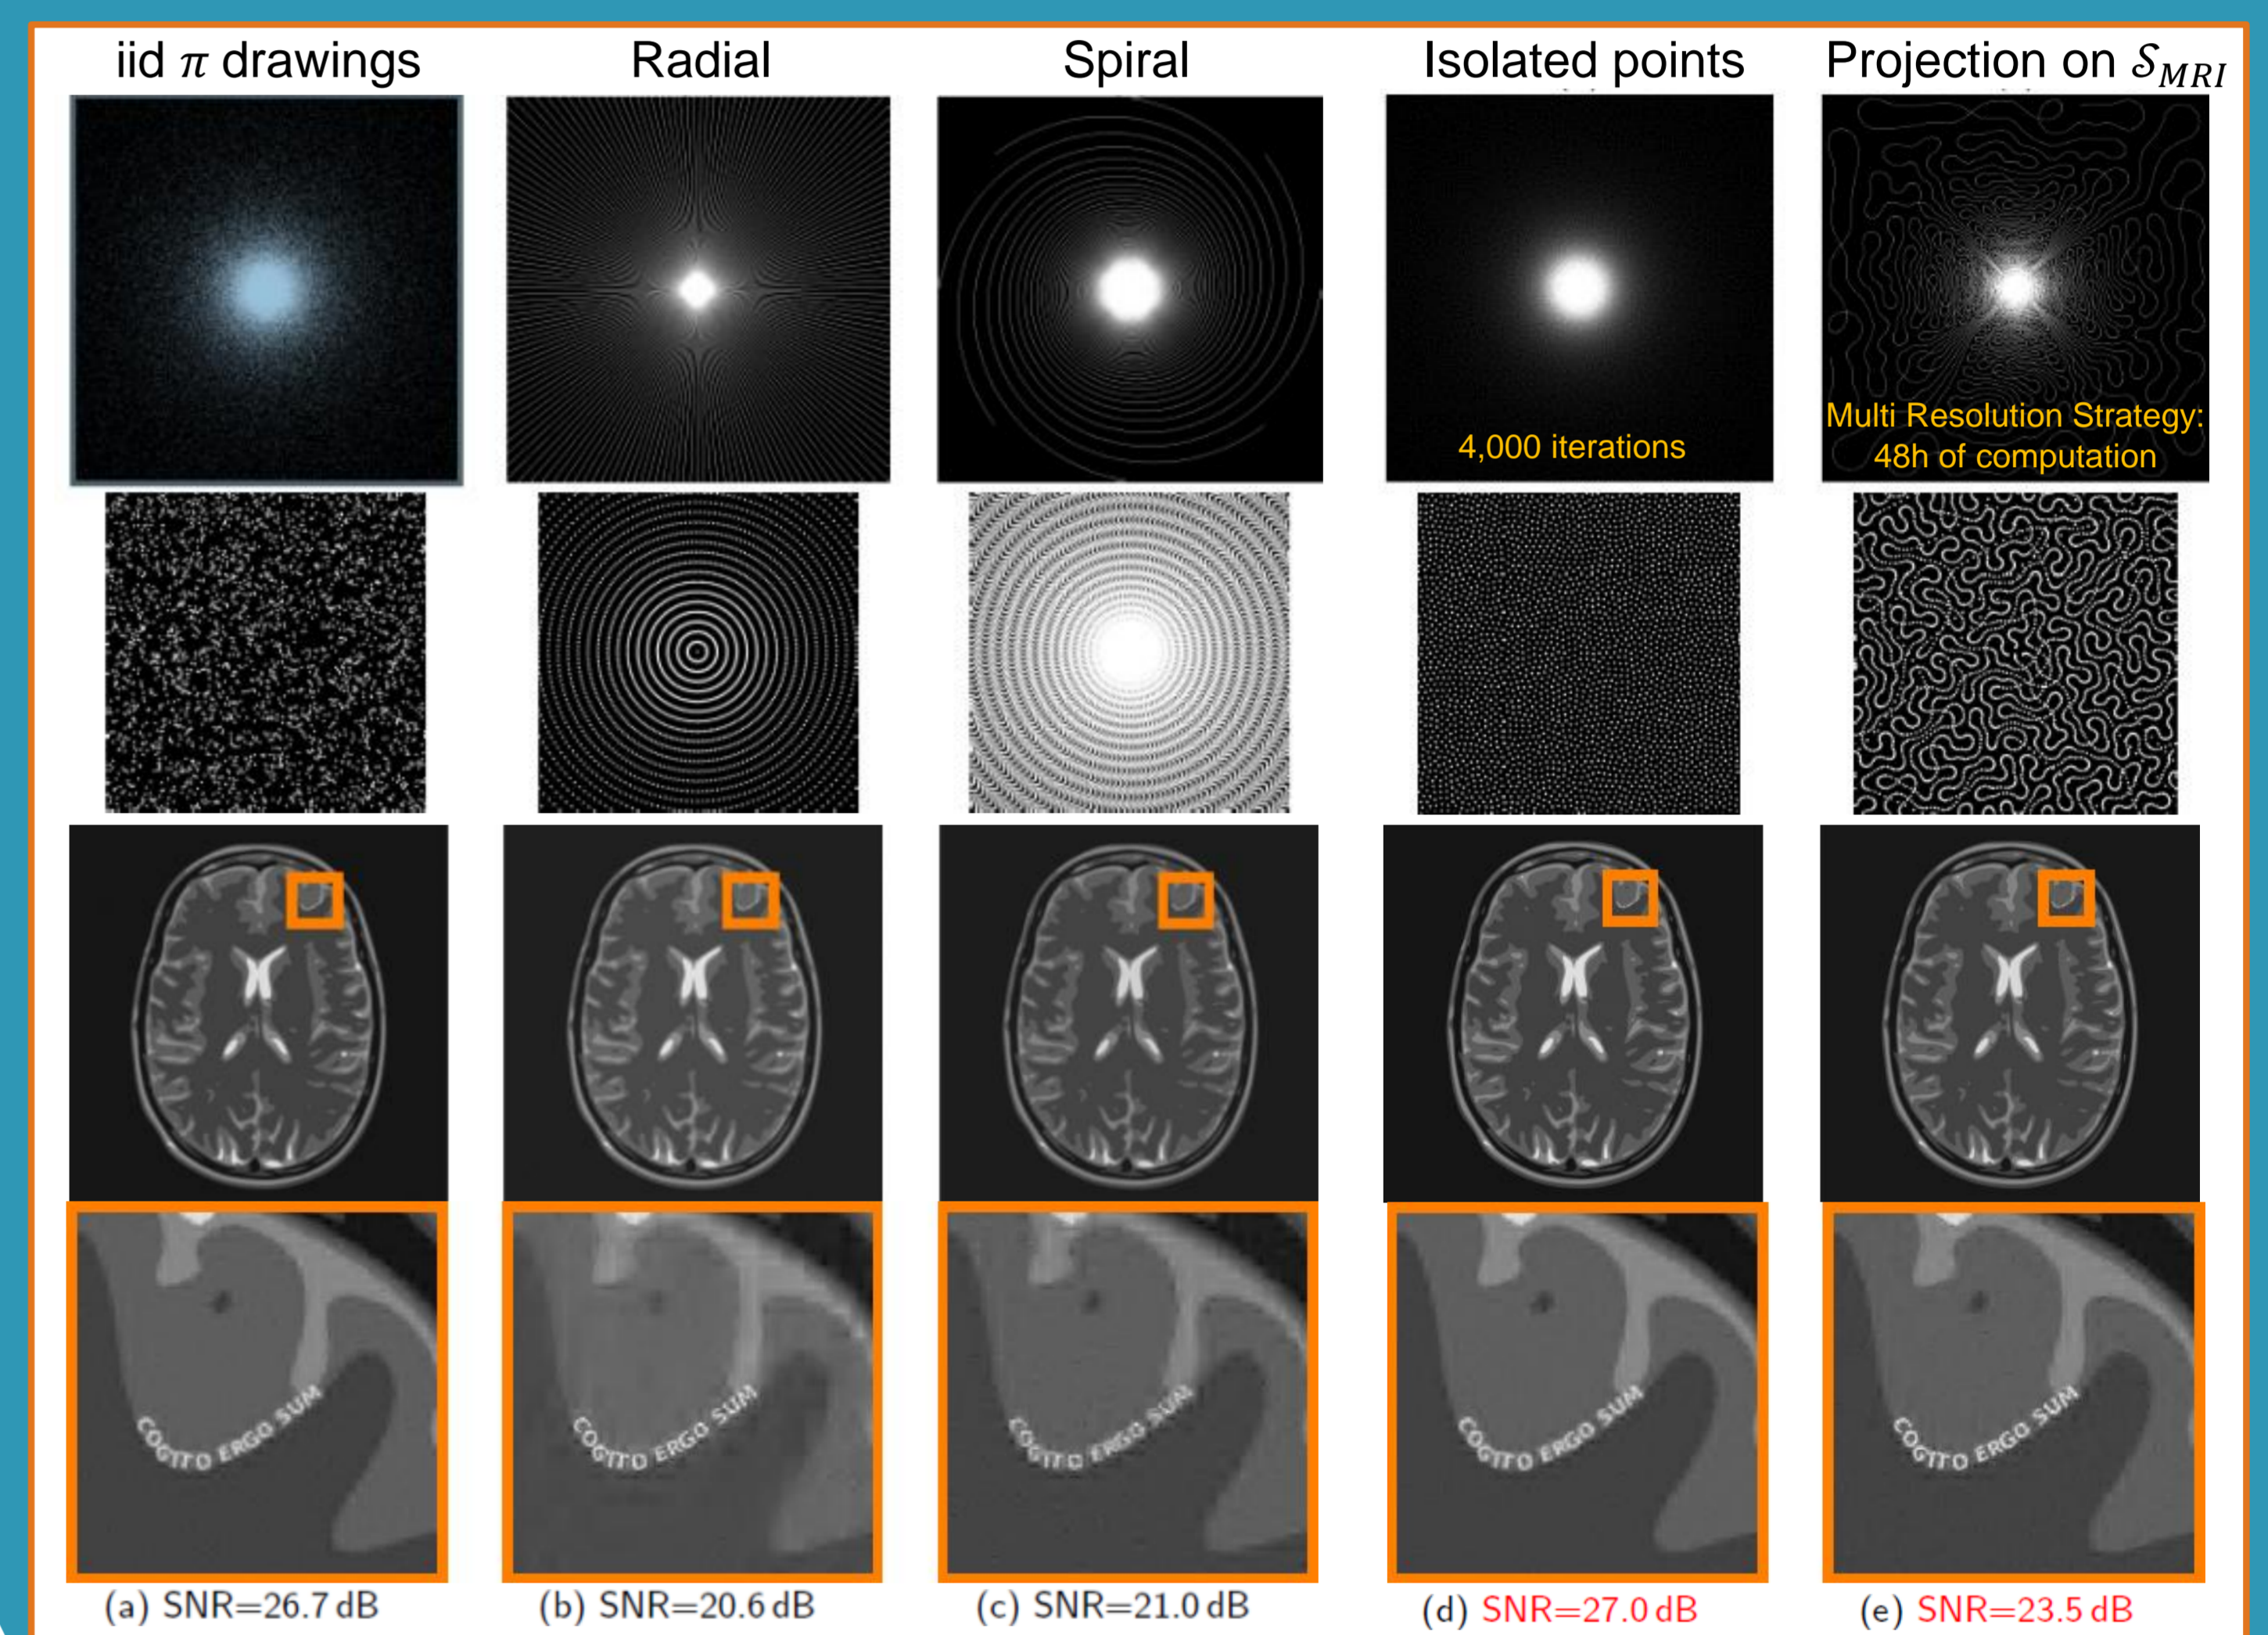 iid π drawings
Radial
Spiral
Isolated points
Projection on 𝒮_MRI
4,000 iterations
Multi Resolution Strategy:
48h of computation
COGITO ERGO SUM
COGITO ERGO SUM
COGITO ERGO SUM
COGITO ERGO SUM
COGITO ERGO SUM
(a) SNR=26.7 dB
(b) SNR=20.6 dB
(c) SNR=21.0 dB
(d) SNR=27.0 dB
(e) SNR=23.5 dB